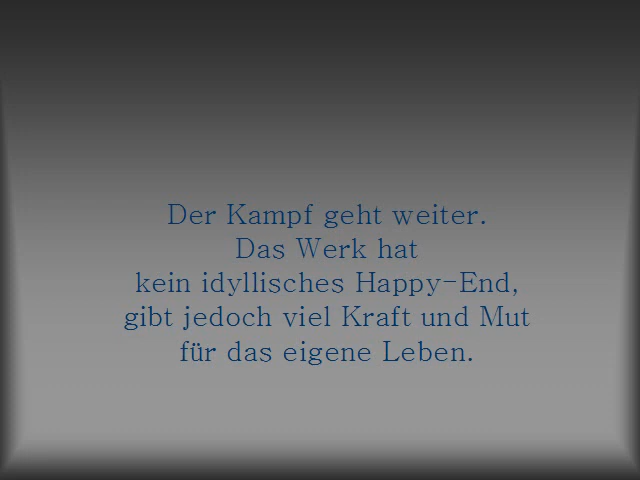 Der Kampf geht weiter.
Das Werk hat
kein idyllisches Happy-End,
gibt jedoch viel Kraft und Mut
für das eigene Leben.